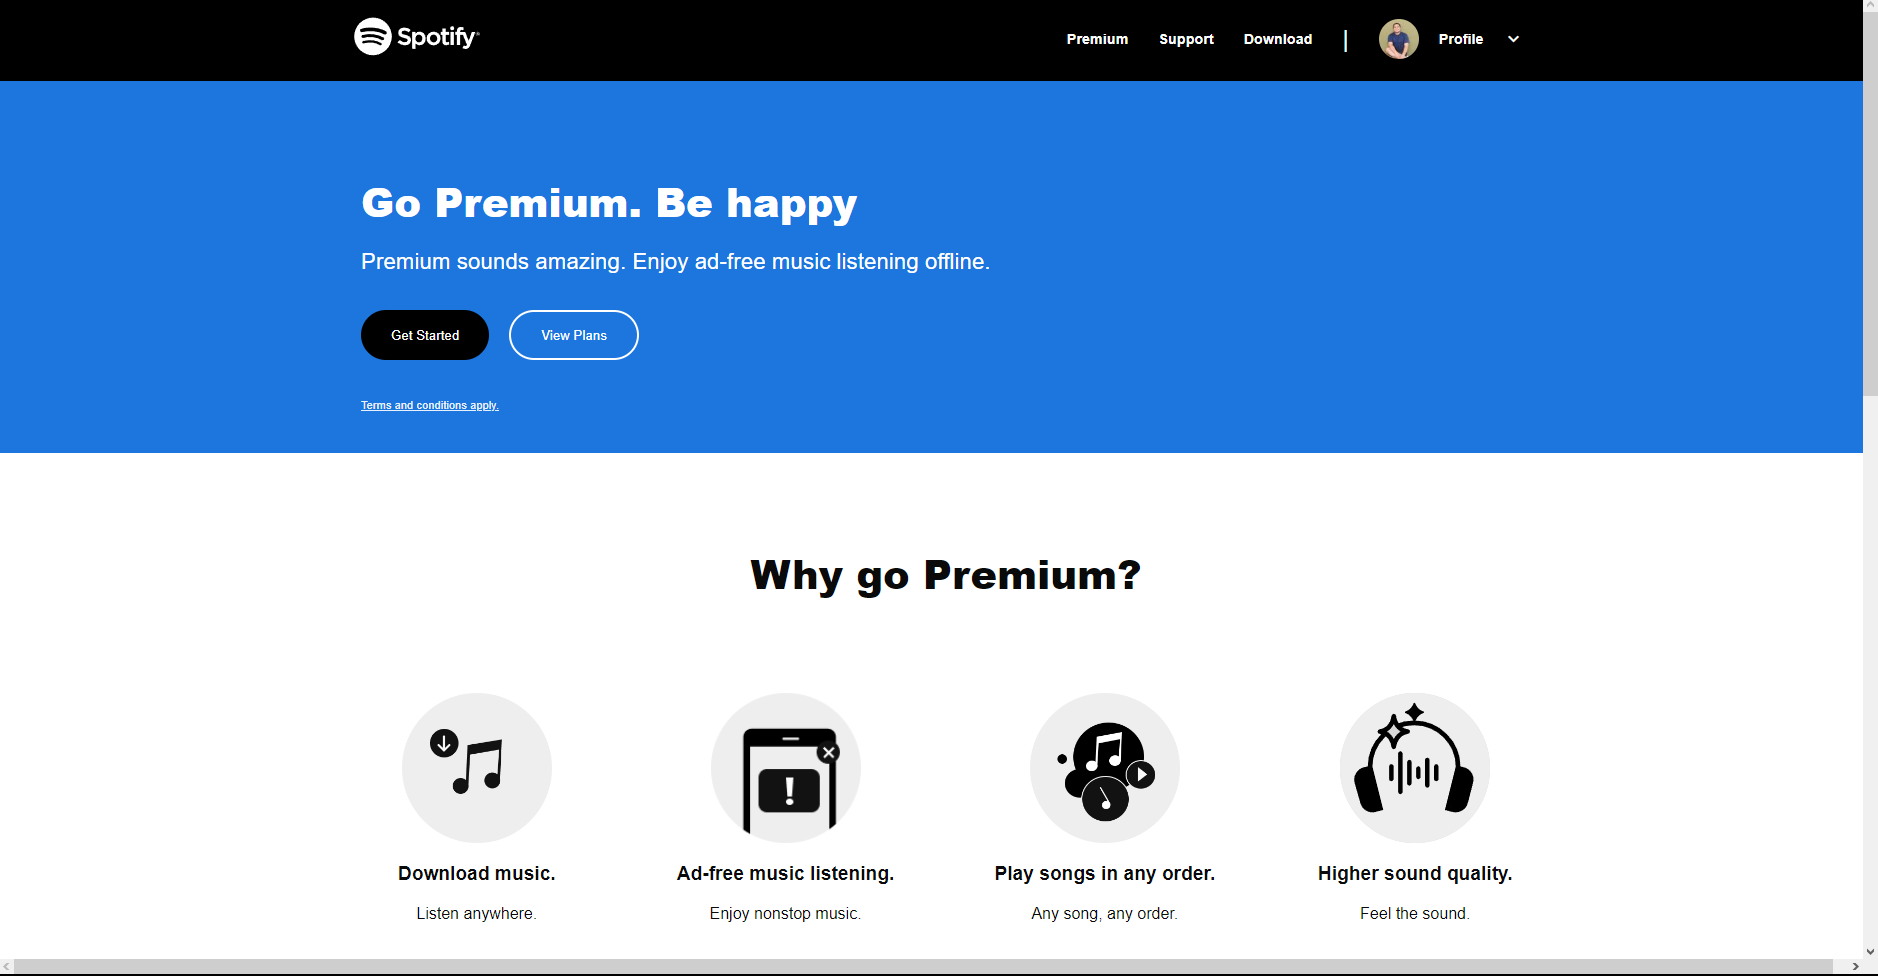 Spotify
Premium Support Download | Profile
Go Premium. Be happy
Premium sounds amazing. Enjoy ad-free music listening offline.
Get Started View Plans
Terms and conditions apply.
Why go Premium?
Download music. Ad-free music listening. Play songs in any order. Higher sound quality.
Listen anywhere. Enjoy nonstop music. Any song, any order. Feel the sound.